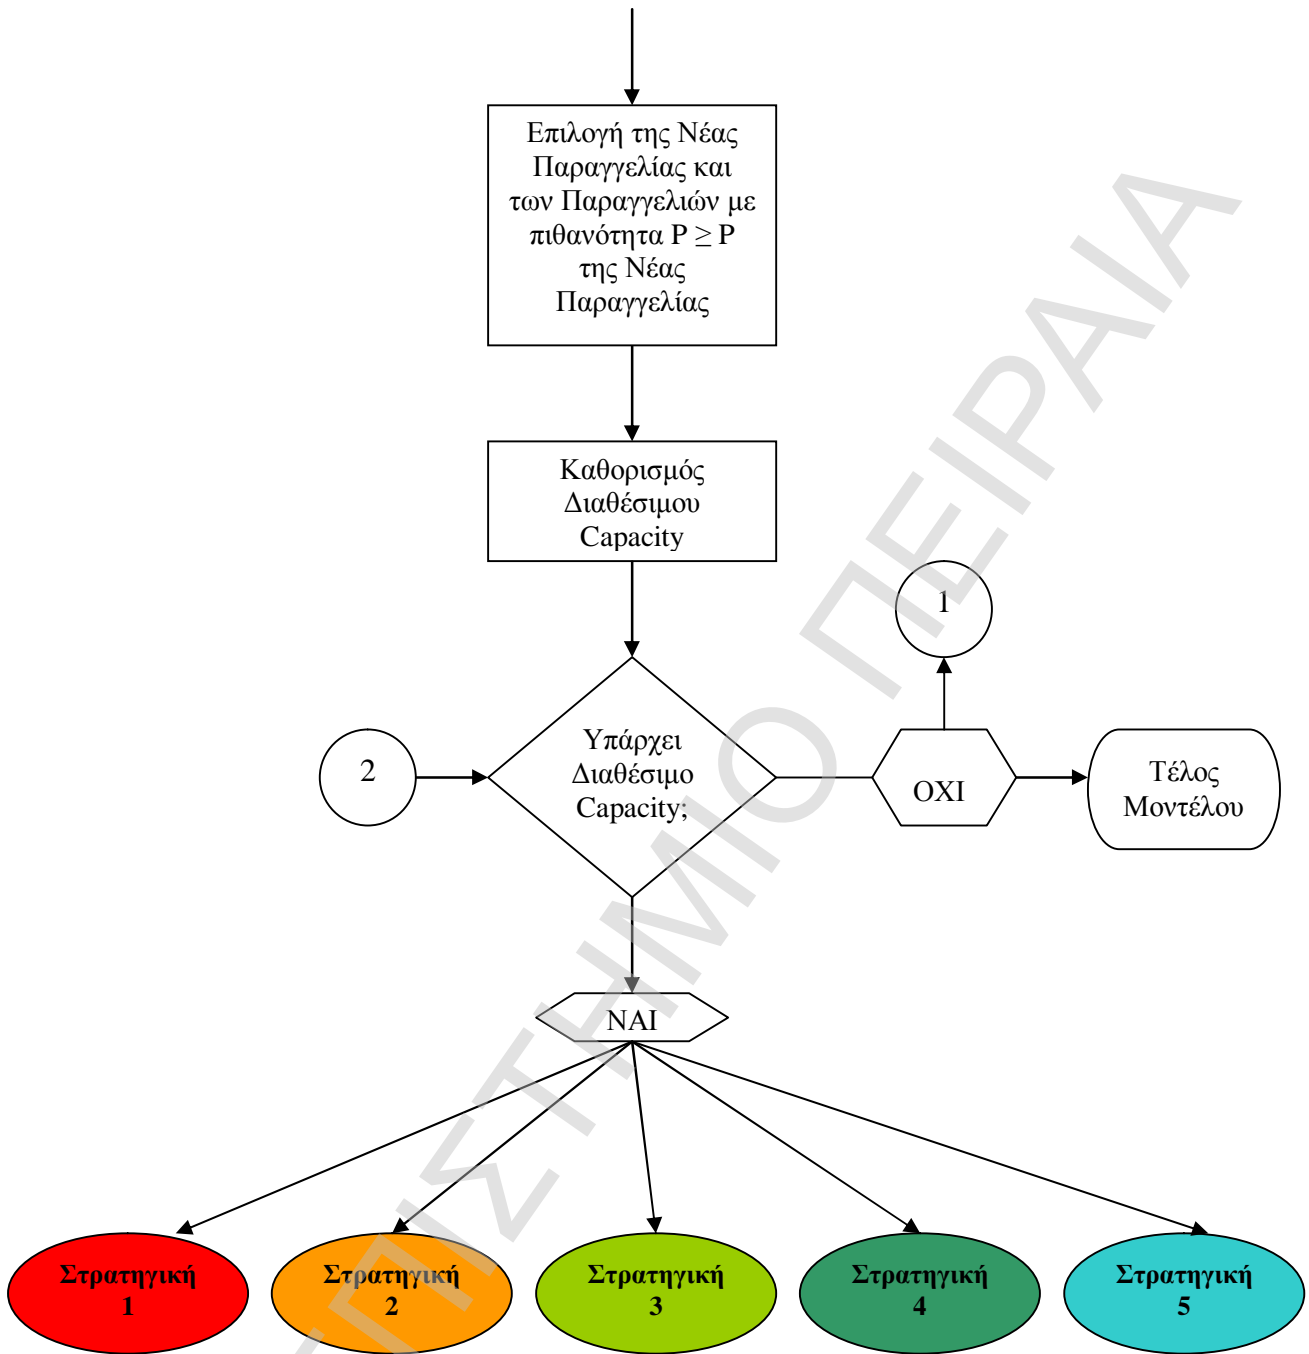 Επιλογή της Νέας
Παραγγελίας και
των Παραγγελιών με
πιθανότητα P ≥ P
της Νέας
Παραγγελίας
Καθορισμός
Διαθέσιμου
Capacity
1
2
Υπάρχει
Διαθέσιμο
Capacity;
ΟΧΙ
Τέλος
Μοντέλου
ΝΑΙ
Στρατηγική
1
Στρατηγική
2
Στρατηγική
3
Στρατηγική
4
Στρατηγική
5
ΠΙΣΤΗΜΙΟ ΠΕΙΡΑΙΑ